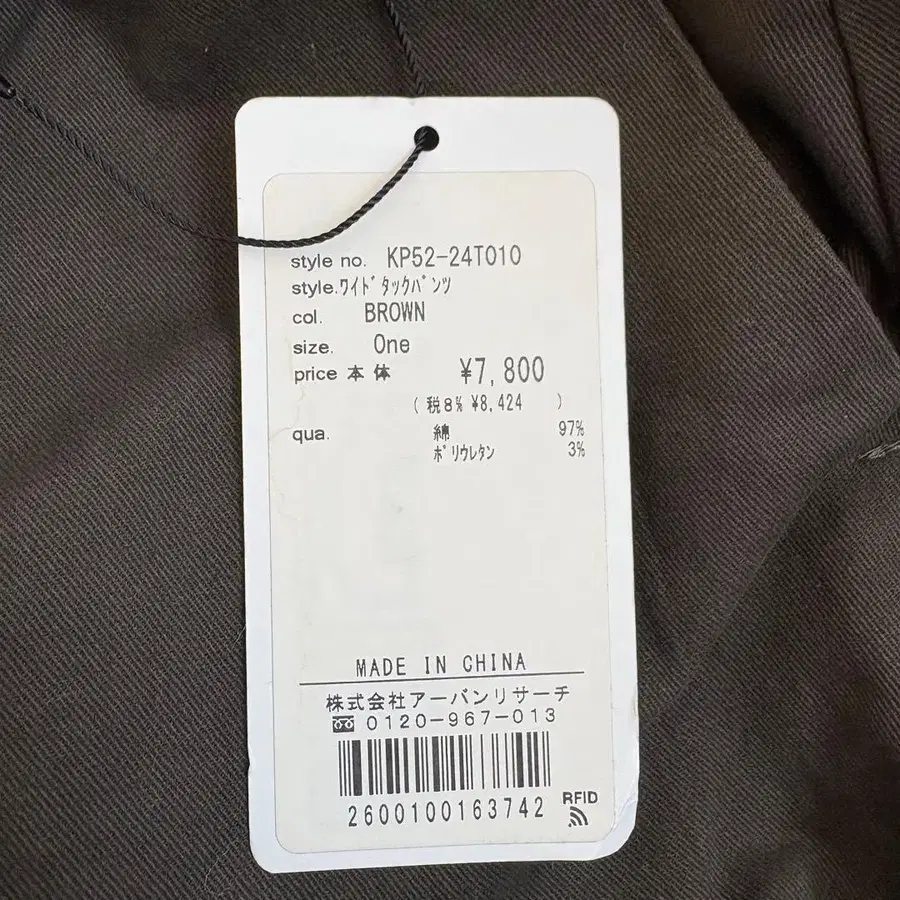 style no. KP52-24T010
style.ﾜｲﾄﾞﾀｯｸﾊﾟﾝﾂ
col. BROWN
size. One
price 本体 ¥7,800
(税8% ¥8,424 )
qua. 綿 97%
ﾎﾟﾘｳﾚﾀﾝ 3%
MADE IN CHINA
株式会社アーバンリサーチ
0120-967-013
2600100163742
RFID